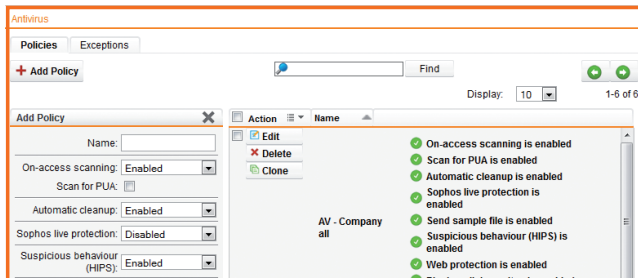 Antivirus
Policies Exceptions
+ Add Policy Find
Display: 10 1-6 of 6
Add Policy
Name:
On-access scanning: Enabled
Scan for PUA:
Automatic cleanup: Enabled
Sophos live protection: Disabled
Suspicious behaviour
(HIPS): Enabled
Action Name
Edit
Delete
Clone
AV - Company
all
On-access scanning is enabled
Scan for PUA is enabled
Automatic cleanup is enabled
Sophos live protection is
enabled
Send sample file is enabled
Suspicious behaviour (HIPS) is
enabled
Web protection is enabled